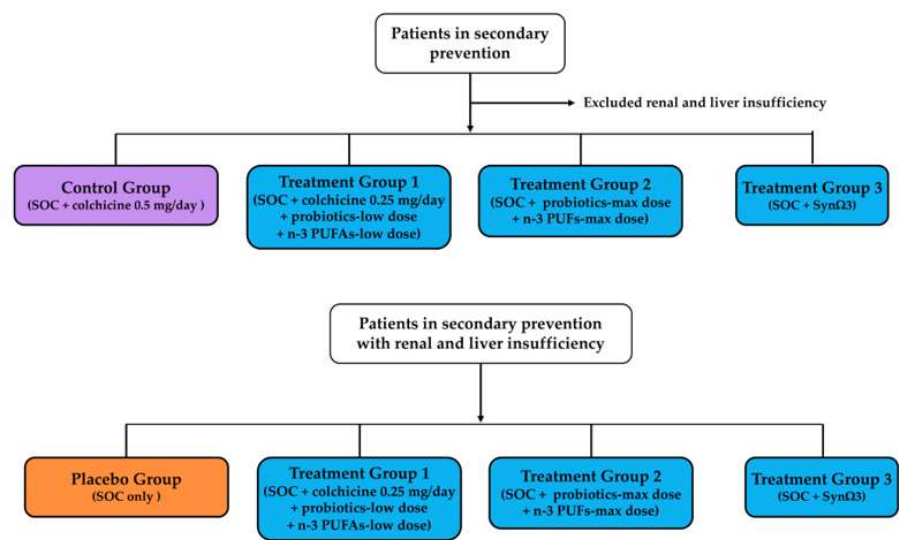 Patients in secondary
prevention
Excluded renal and liver insufficiency
Control Group
(SOC + colchicine 0.5 mg/day )
Treatment Group 1
(SOC + colchicine 0.25 mg/day
+ probiotics-low dose
+ n-3 PUFAs-low dose)
Treatment Group 2
(SOC + probiotics-max dose
+ n-3 PUFs-max dose)
Treatment Group 3
(SOC + SynΩ3)
Patients in secondary prevention
with renal and liver insufficiency
Placebo Group
(SOC only )
Treatment Group 1
(SOC + colchicine 0.25 mg/day
+ probiotics-low dose
+ n-3 PUFAs-low dose)
Treatment Group 2
(SOC + probiotics-max dose
+ n-3 PUFs-max dose)
Treatment Group 3
(SOC + SynΩ3)